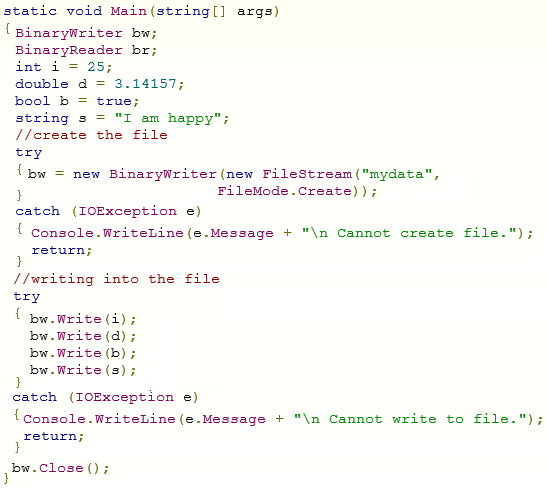 static void Main(string[] args)
{ BinaryWriter bw;
BinaryReader br;
int i = 25;
double d = 3.14157;
bool b = true;
string s = "I am happy";
//create the file
try
{ bw = new BinaryWriter(new FileStream("mydata",
FileMode.Create));
}
catch (IOException e)
{ Console.WriteLine(e.Message + "\n Cannot create file.");
return;
}
//writing into the file
try
{ bw.Write(i);
bw.Write(d);
bw.Write(b);
bw.Write(s);
}
catch (IOException e)
{Console.WriteLine(e.Message + "\n Cannot write to file.");
return;
}
bw.Close();
}